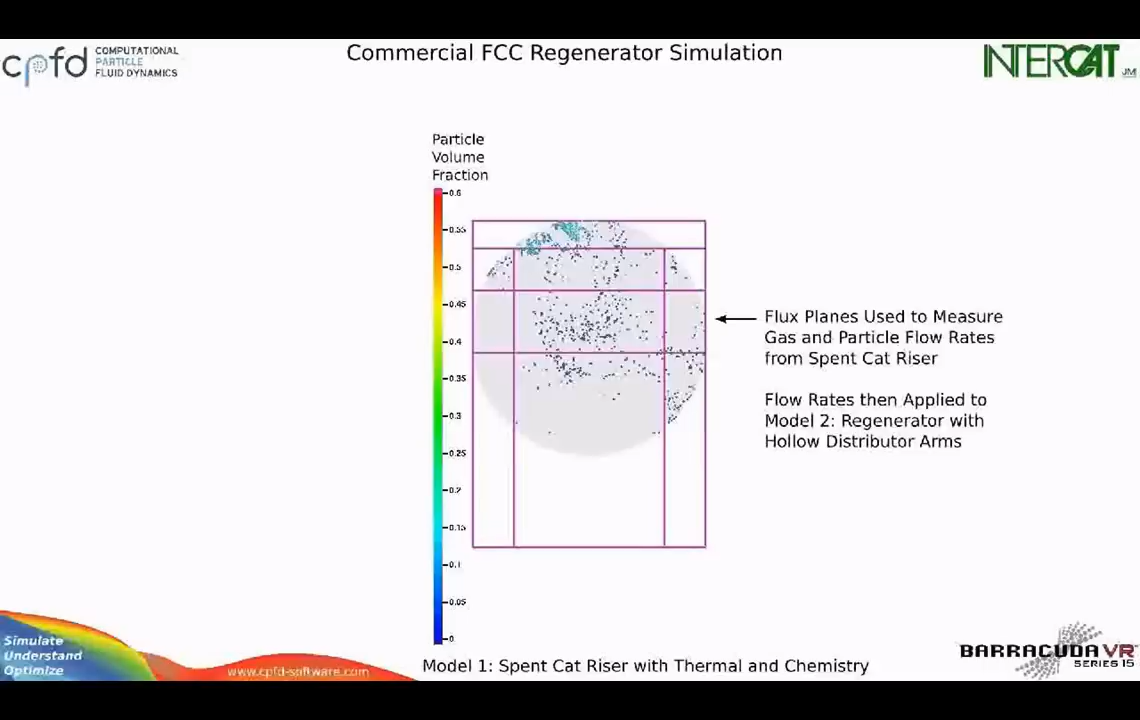 Commercial FCC Regenerator Simulation
cpfd
COMPUTATIONAL
PARTICLE
FLUID DYNAMICS
INTERCAT
JM
Particle
Volume
Fraction
0.6
0.55
0.5
0.45
0.4
0.35
0.3
0.25
0.2
0.15
0.1
0.05
0
Flux Planes Used to Measure
Gas and Particle Flow Rates
from Spent Cat Riser
Flow Rates then Applied to
Model 2: Regenerator with
Hollow Distributor Arms
Simulate
Understand
Optimize
www.cpfd-software.com
Model 1: Spent Cat Riser with Thermal and Chemistry
BARRACUDA VR
SERIES 15